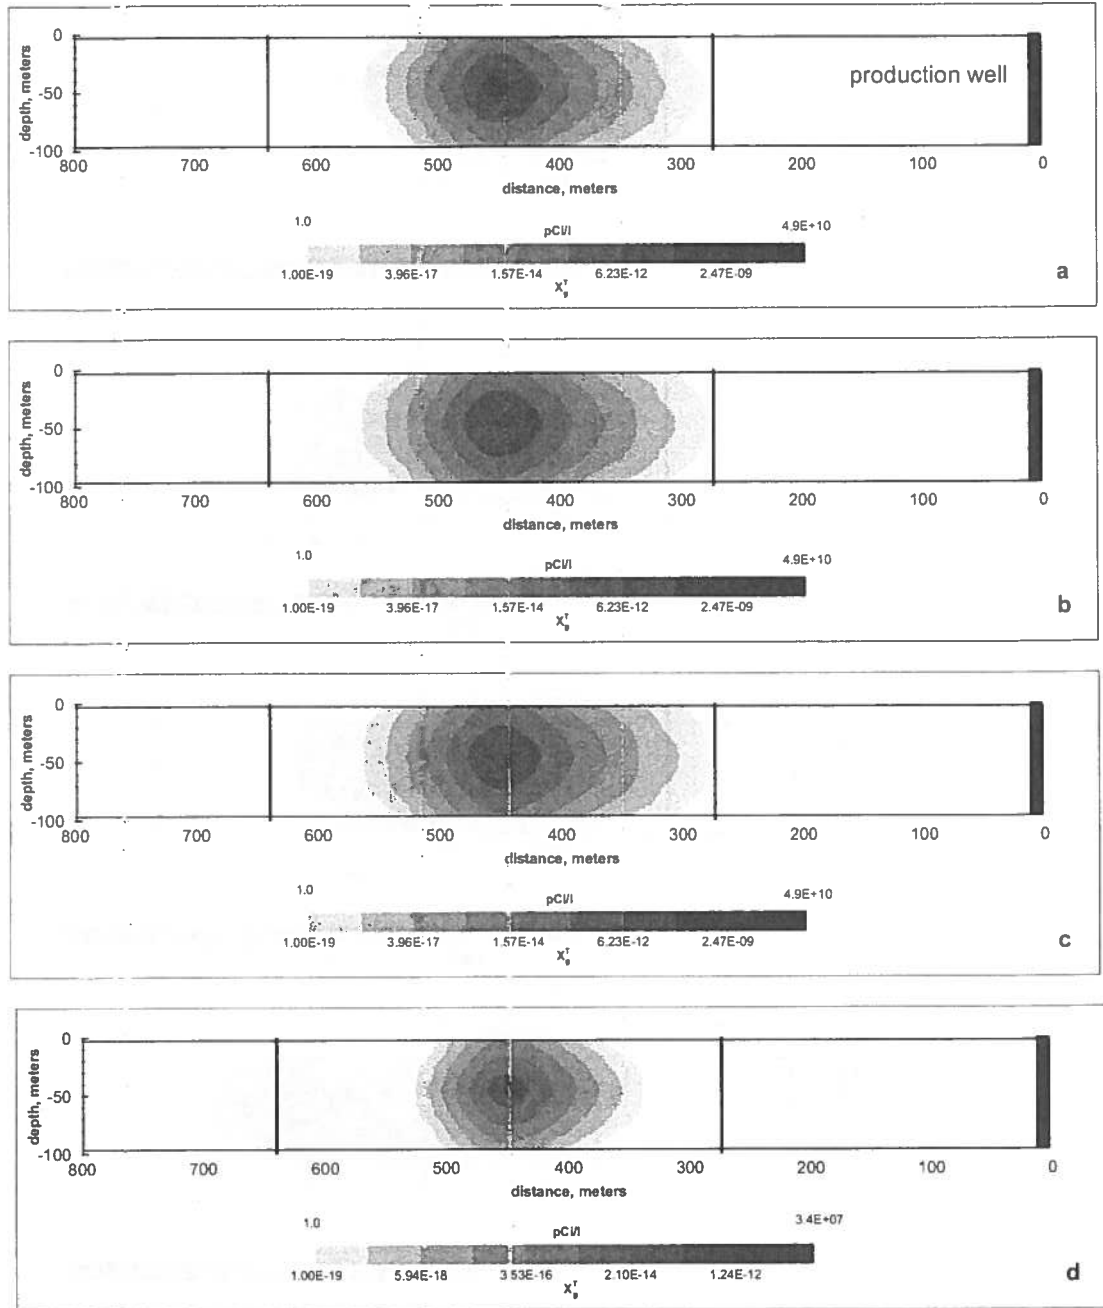 0
-50
-100
depth, meters
production well
800 700 600 500 400 300 200 100 0
distance, meters
1.0 pCi/l 4.9E+10
1.00E-19 3.96E-17 1.57E-14 6.23E-12 2.47E-09
X_g^T
a
0
-50
-100
depth, meters
800 700 600 500 400 300 200 100 0
distance, meters
1.0 pCi/l 4.9E+10
1.00E-19 3.96E-17 1.57E-14 6.23E-12 2.47E-09
X_g^T
b
0
-50
-100
depth, meters
800 700 600 500 400 300 200 100 0
distance, meters
1.0 pCi/l 4.9E+10
1.00E-19 3.96E-17 1.57E-14 6.23E-12 2.47E-09
X_g^T
c
0
-50
-100
depth, meters
800 700 600 500 400 300 200 100 0
distance, meters
1.0 pCi/l 3.4E+07
1.00E-19 5.94E-18 3.53E-16 2.10E-14 1.24E-12
X_g^T
d